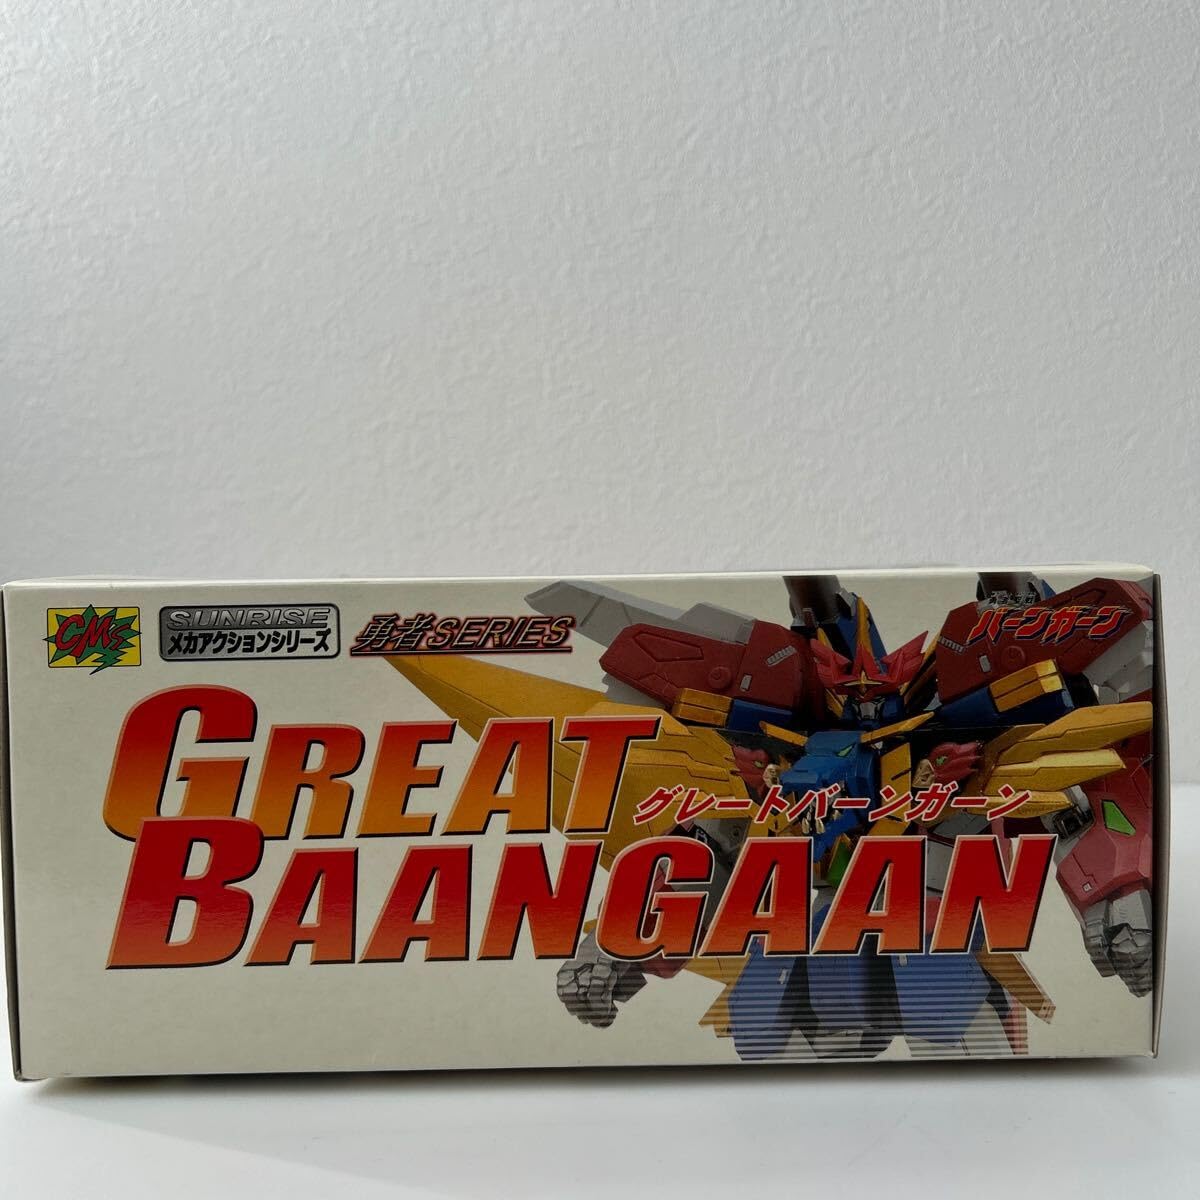 CMs
SUNRISE
メカアクションシリーズ
勇者SERIES
バーンガーン
GREAT
グレートバーンガーン
BAANGAAN